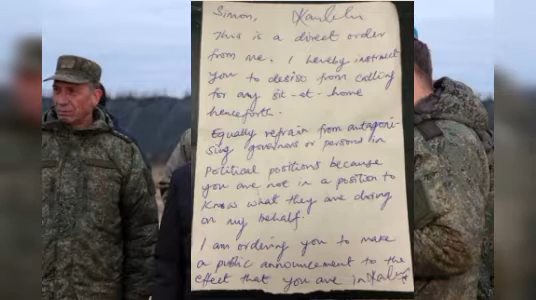 Simon,
This is a direct order
from me. I hereby instruct
you to decise from calling
for any sit-at-home
henceforth.
Equally refrain from antagoni-
sing governors or persons in
Political positions because
you are not in a position to
know what they are doing
on my behalf.
I am ordering you to make
a public announcement to the
effect that you are in